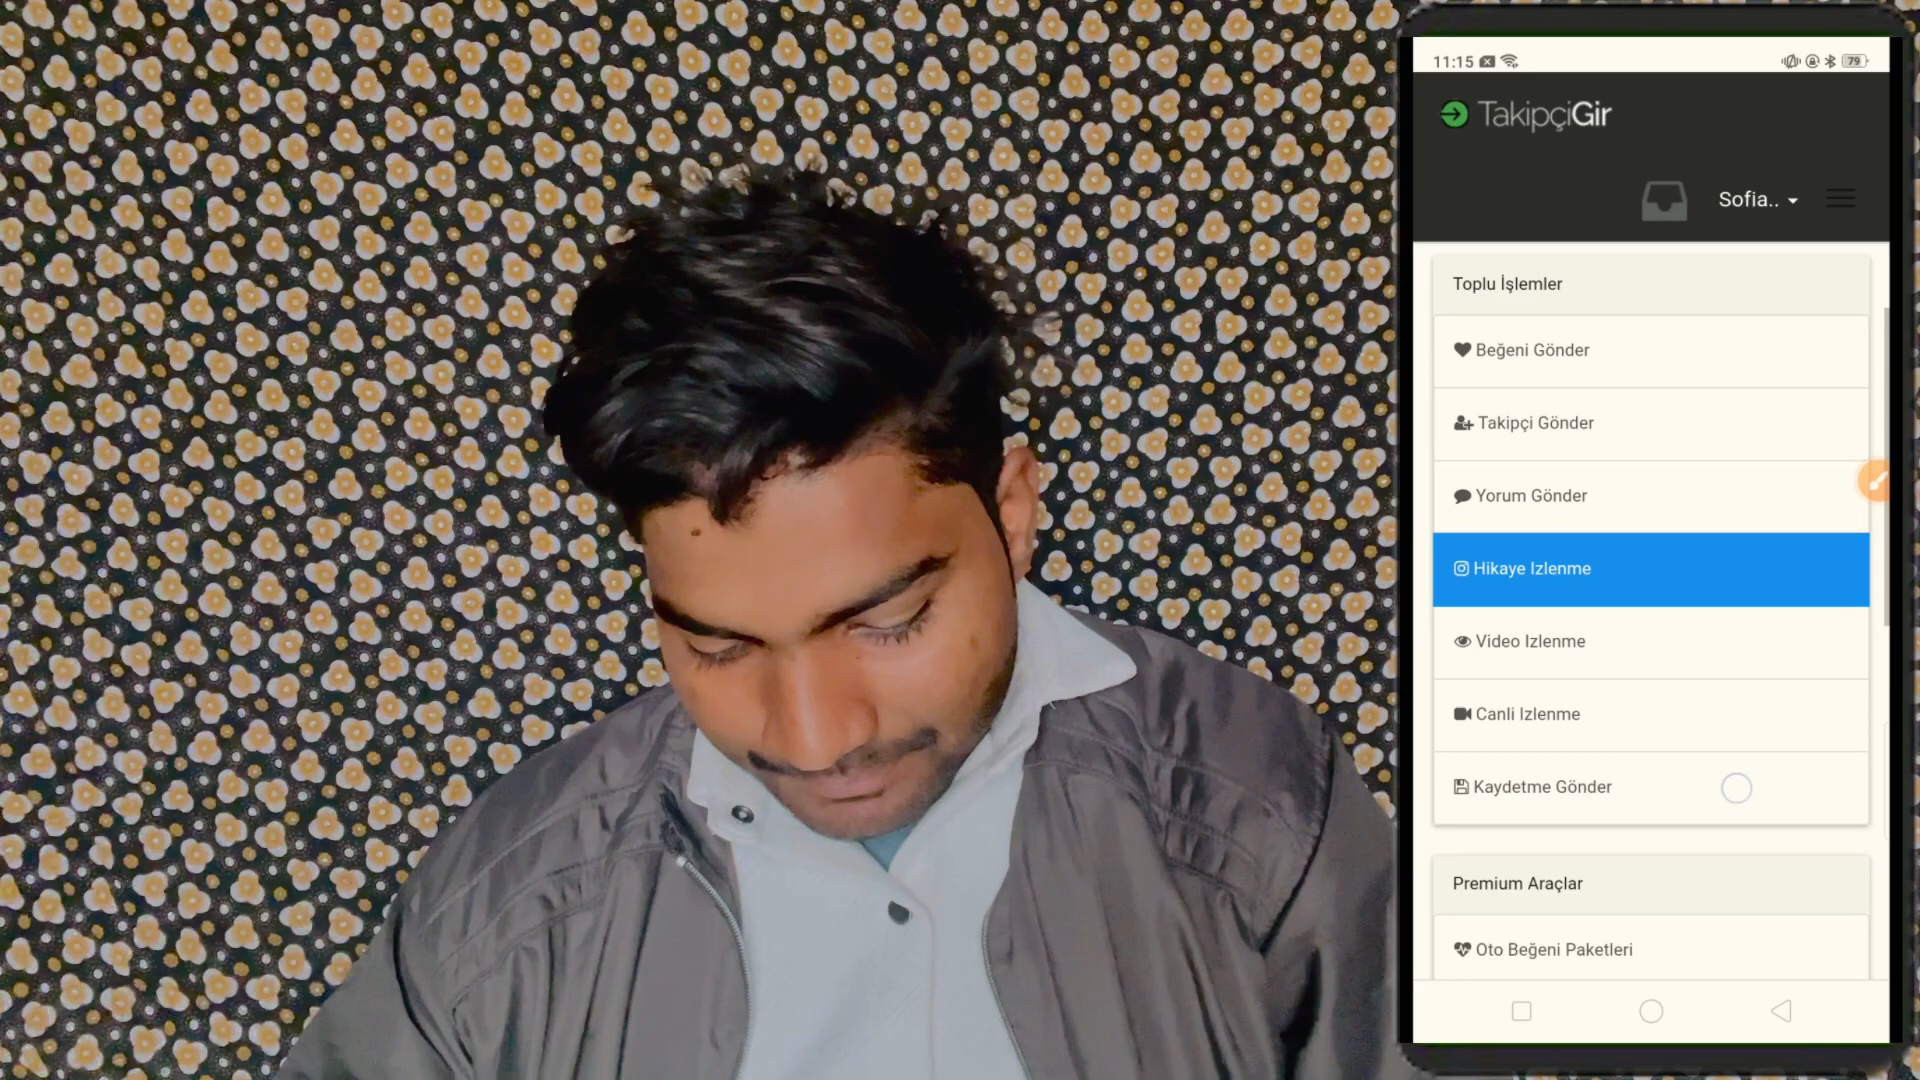 11:15
79
TakipçiGir
Sofia..
Toplu İşlemler
Beğeni Gönder
Takipçi Gönder
Yorum Gönder
Hikaye Izlenme
Video Izlenme
Canli Izlenme
Kaydetme Gönder
Premium Araçlar
Oto Beğeni Paketleri